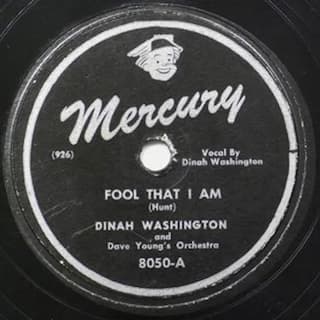 Mercury
(926)
Vocal By
Dinah Washington
FOOL THAT I AM
(Hunt)
DINAH WASHINGTON
and
Dave Young's Orchestra
8050-A